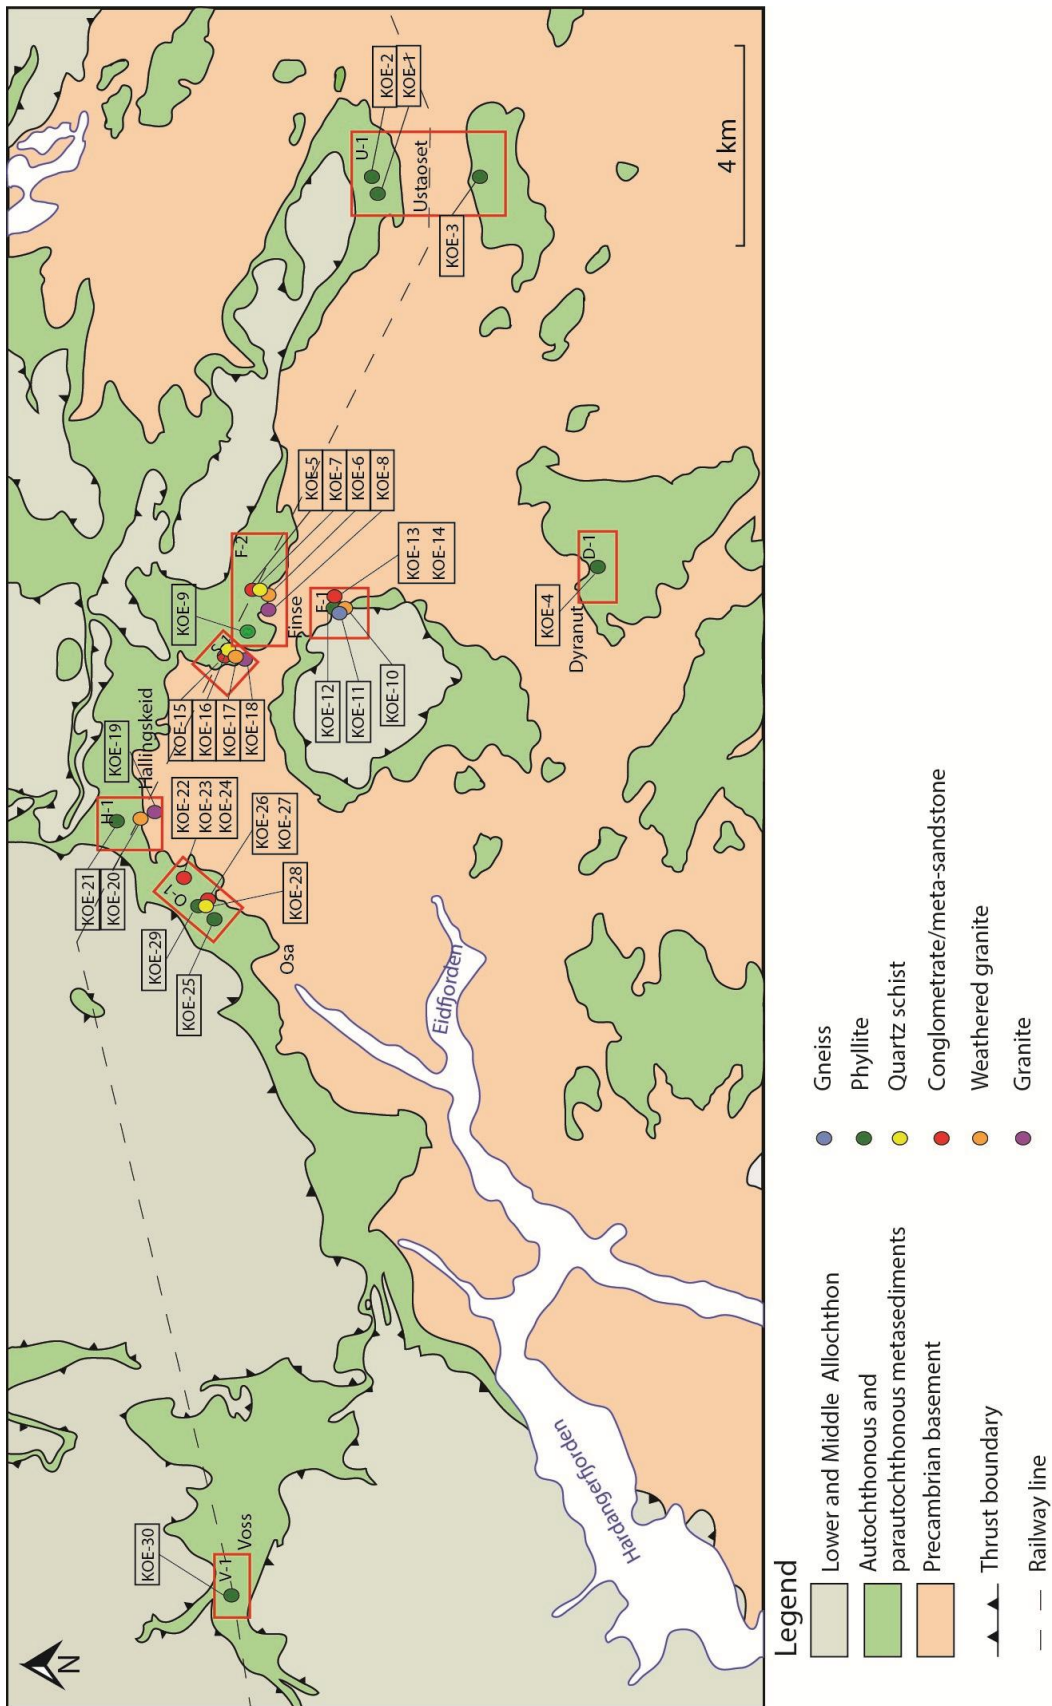 N
KOE-30
V-1
Voss
KOE-29
KOE-25
KOE-21
KOE-20
H-1
KOE-19
Hallingskeid
O-1
KOE-22
KOE-23
KOE-24
KOE-26
KOE-27
KOE-28
Osa
KOE-15
KOE-16
KOE-17
KOE-18
KOE-9
F-2
Finse
KOE-5
KOE-7
KOE-6
KOE-8
F-1
KOE-13
KOE-14
KOE-12
KOE-11
KOE-10
KOE-4
D-1
Dyranut
U-1
Ustaoset
KOE-2
KOE-1
KOE-3
4 km
Eidfjorden
Hardangerfjorden
Legend
Lower and Middle Allochthon
Autochthonous and
parautochthonous metasediments
Precambrian basement
Thrust boundary
Railway line
Gneiss
Phyllite
Quartz schist
Conglometrate/meta-sandstone
Weathered granite
Granite